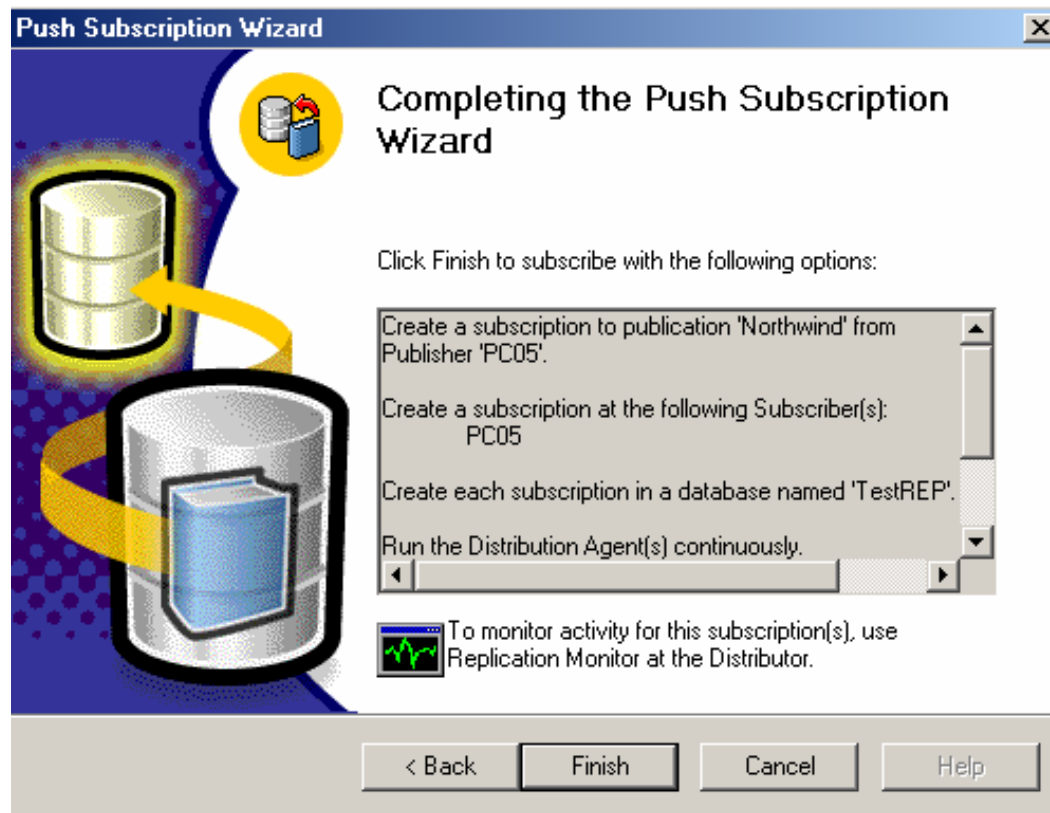 Push Subscription Wizard
Completing the Push Subscription
Wizard
Click Finish to subscribe with the following options:
Create a subscription to publication 'Northwind' from
Publisher 'PC05'.
Create a subscription at the following Subscriber(s):
PC05
Create each subscription in a database named 'TestREP'.
Run the Distribution Agent(s) continuously.
To monitor activity for this subscription(s), use
Replication Monitor at the Distributor.
< Back
Finish
Cancel
Help